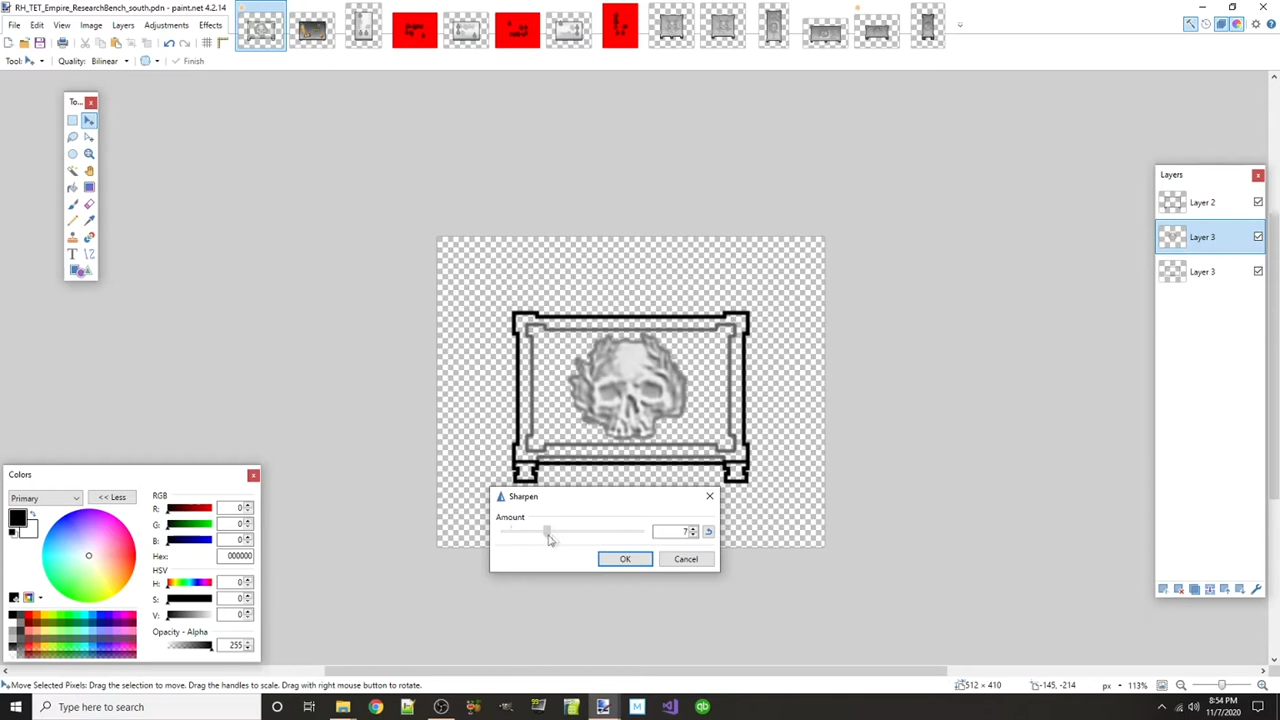 RH_TET_Empire_ResearchBench_south.pdn - paint.net 4.2.14
File Edit View Image Layers Adjustments Effects
Tool: Quality: Bilinear Finish
To... x
Layers x
Layer 2
Layer 3
Layer 3
Sharpen
Amount
7
OK Cancel
Colors x
Primary << Less
RGB
R: 0
G: 0
B: 0
Hex: 000000
HSV
H: 0
S: 0
V: 0
Opacity - Alpha
255
Move Selected Pixels: Drag the selection to move. Drag the handles to scale. Drag with right mouse button to rotate.
512 × 410 -145, -214 px 113%
Type here to search
8:54 PM
11/7/2020